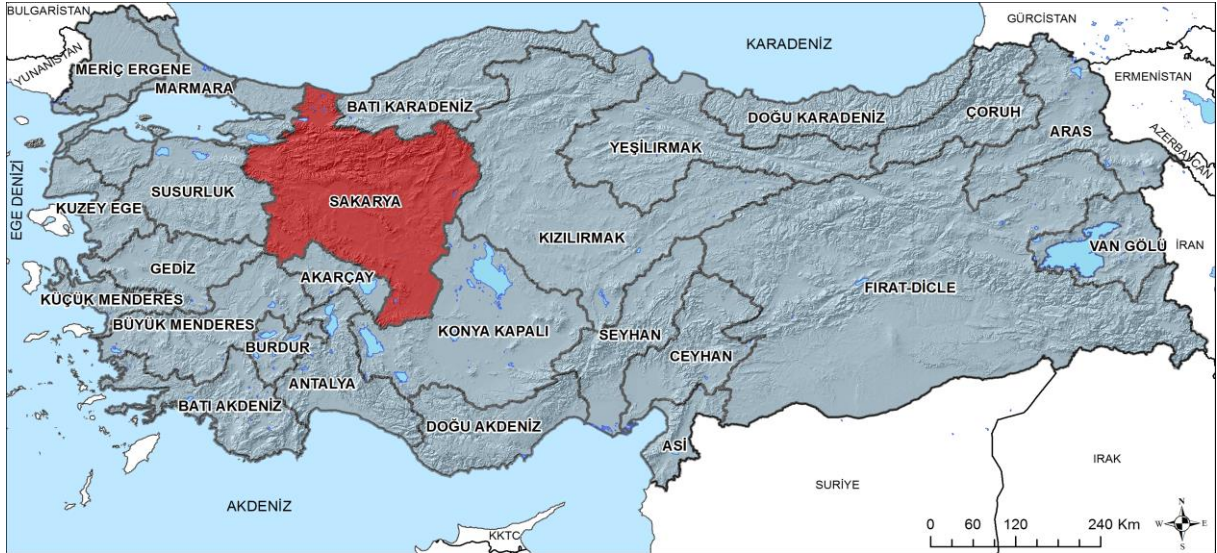 BULGARİSTAN
GÜRCİSTAN
YUNANİSTAN
KARADENİZ
MERİÇ ERGENE
ERMENİSTAN
MARMARA
BATI KARADENİZ
DOĞU KARADENİZ
ÇORUH
ARAS
AZERBAYCAN
YEŞİLIRMAK
EGE DENİZİ
SUSURLUK
SAKARYA
KUZEY EGE
KIZILIRMAK
VAN GÖLÜ
İRAN
GEDİZ
AKARÇAY
FIRAT-DİCLE
KÜÇÜK MENDERES
BÜYÜK MENDERES
KONYA KAPALI
SEYHAN
BURDUR
CEYHAN
ANTALYA
BATI AKDENİZ
DOĞU AKDENİZ
ASİ
IRAK
SURİYE
AKDENİZ
KKTC
0 60 120 240 Km
N
W E
S